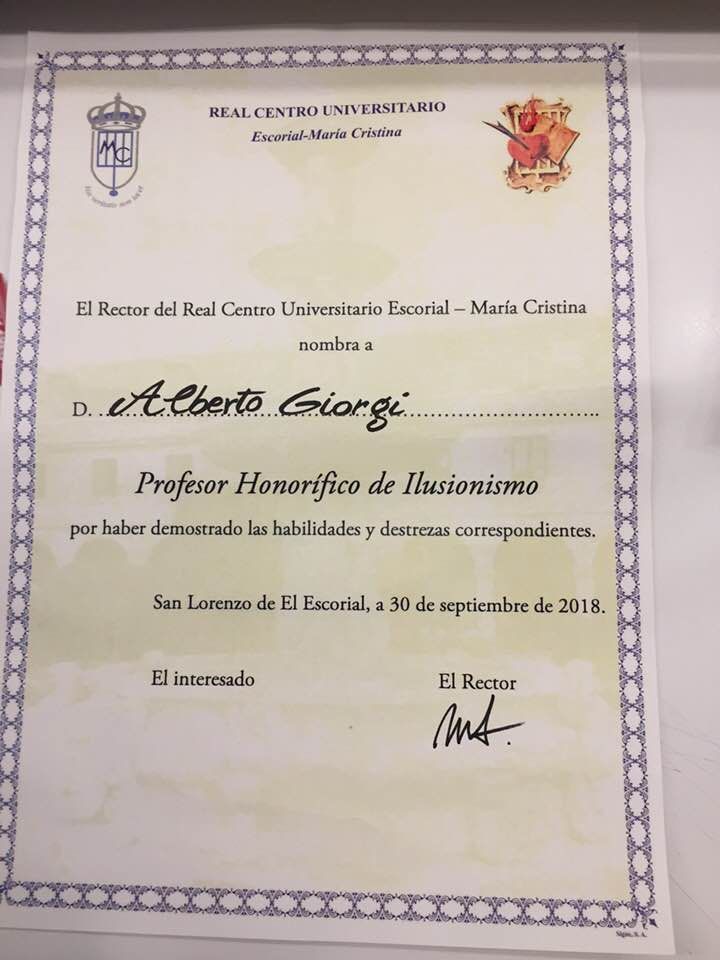 REAL CENTRO UNIVERSITARIO
Escorial-María Cristina
MC
El Rector del Real Centro Universitario Escorial – María Cristina
nombra a
D. Alberto Giorgi
Profesor Honorífico de Ilusionismo
por haber demostrado las habilidades y destrezas correspondientes.
San Lorenzo de El Escorial, a 30 de septiembre de 2018.
El interesado
El Rector